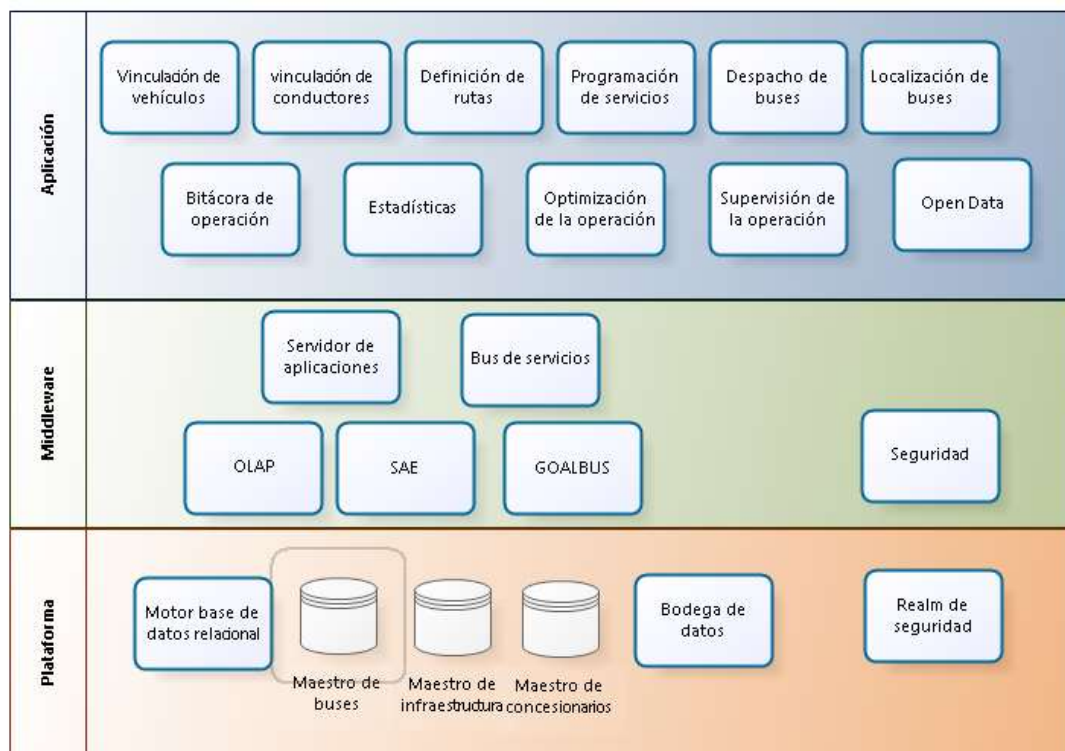 Aplicación
Vinculación de
vehículos
vinculación de
conductores
Definición de
rutas
Programación
de servicios
Despacho de
buses
Localización de
buses
Bitácora de
operación
Estadísticas
Optimización
de la operación
Supervisión de
la operación
Open Data
Middleware
Servidor de
aplicaciones
Bus de servicios
OLAP
SAE
GOALBUS
Seguridad
Plataforma
Motor base de
datos relacional
Maestro de
buses
Maestro de
infraestructura
Maestro de
concesionarios
Bodega de
datos
Realm de
seguridad